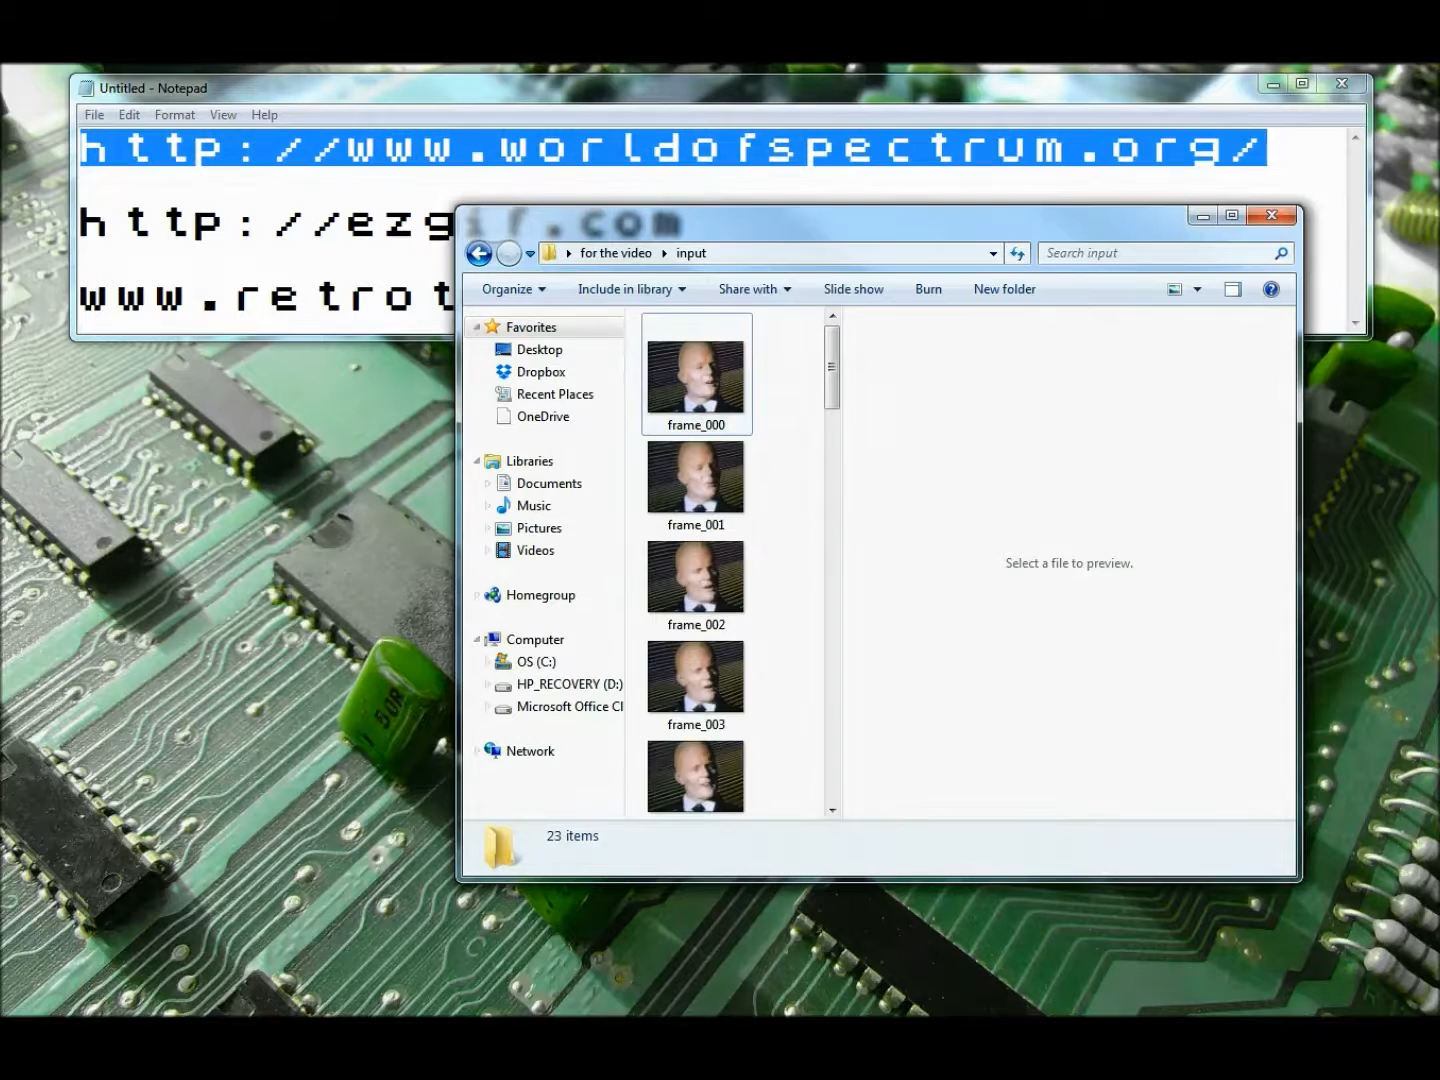 Untitled - Notepad
File Edit Format View Help
http://www.worldofspectrum.org/
http://ezgif.com
www.retrot
for the video input
Search input
Organize Include in library Share with Slide show Burn New folder
Favorites
Desktop
Dropbox
Recent Places
OneDrive
Libraries
Documents
Music
Pictures
Videos
Homegroup
Computer
OS (C:)
HP_RECOVERY (D:)
Microsoft Office Cl
Network
frame_000
frame_001
frame_002
frame_003
Select a file to preview.
23 items
50R